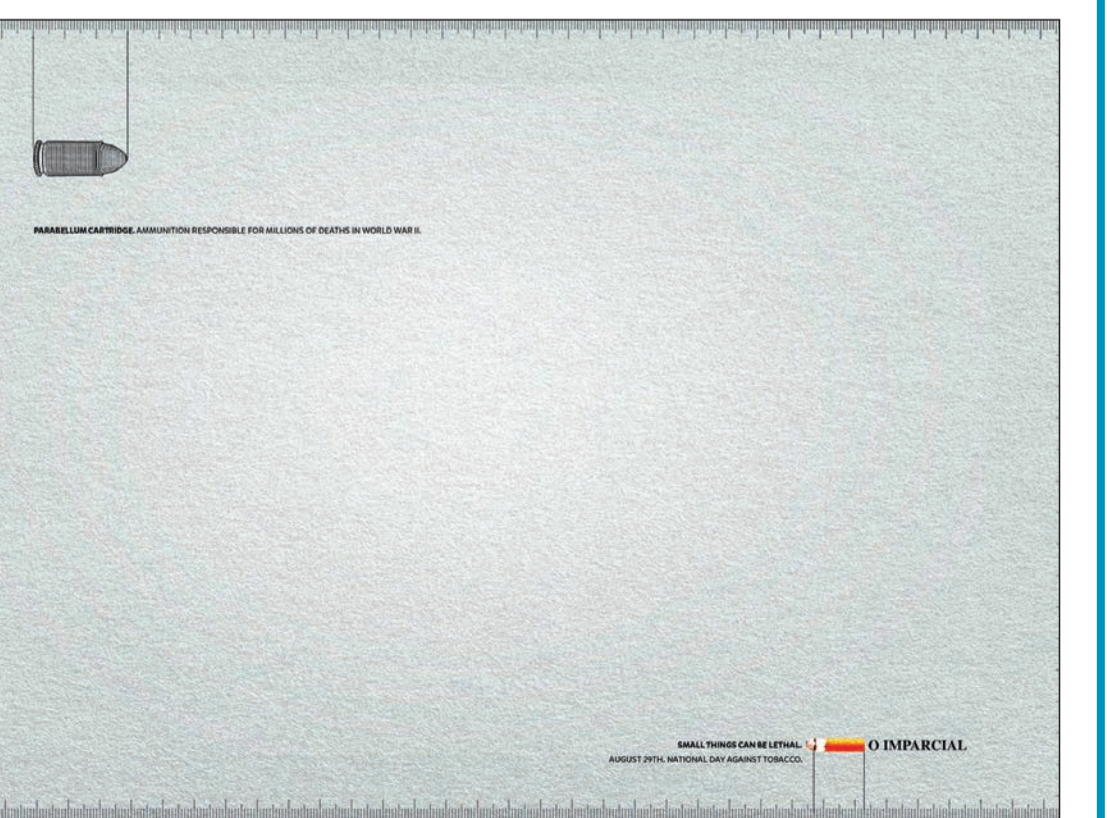 PARABELLUM CARTRIDGE. AMMUNITION RESPONSIBLE FOR MILLIONS OF DEATHS IN WORLD WAR II.
SMALL THINGS CAN BE LETHAL.
O IMPARCIAL
AUGUST 29TH. NATIONAL DAY AGAINST TOBACCO.